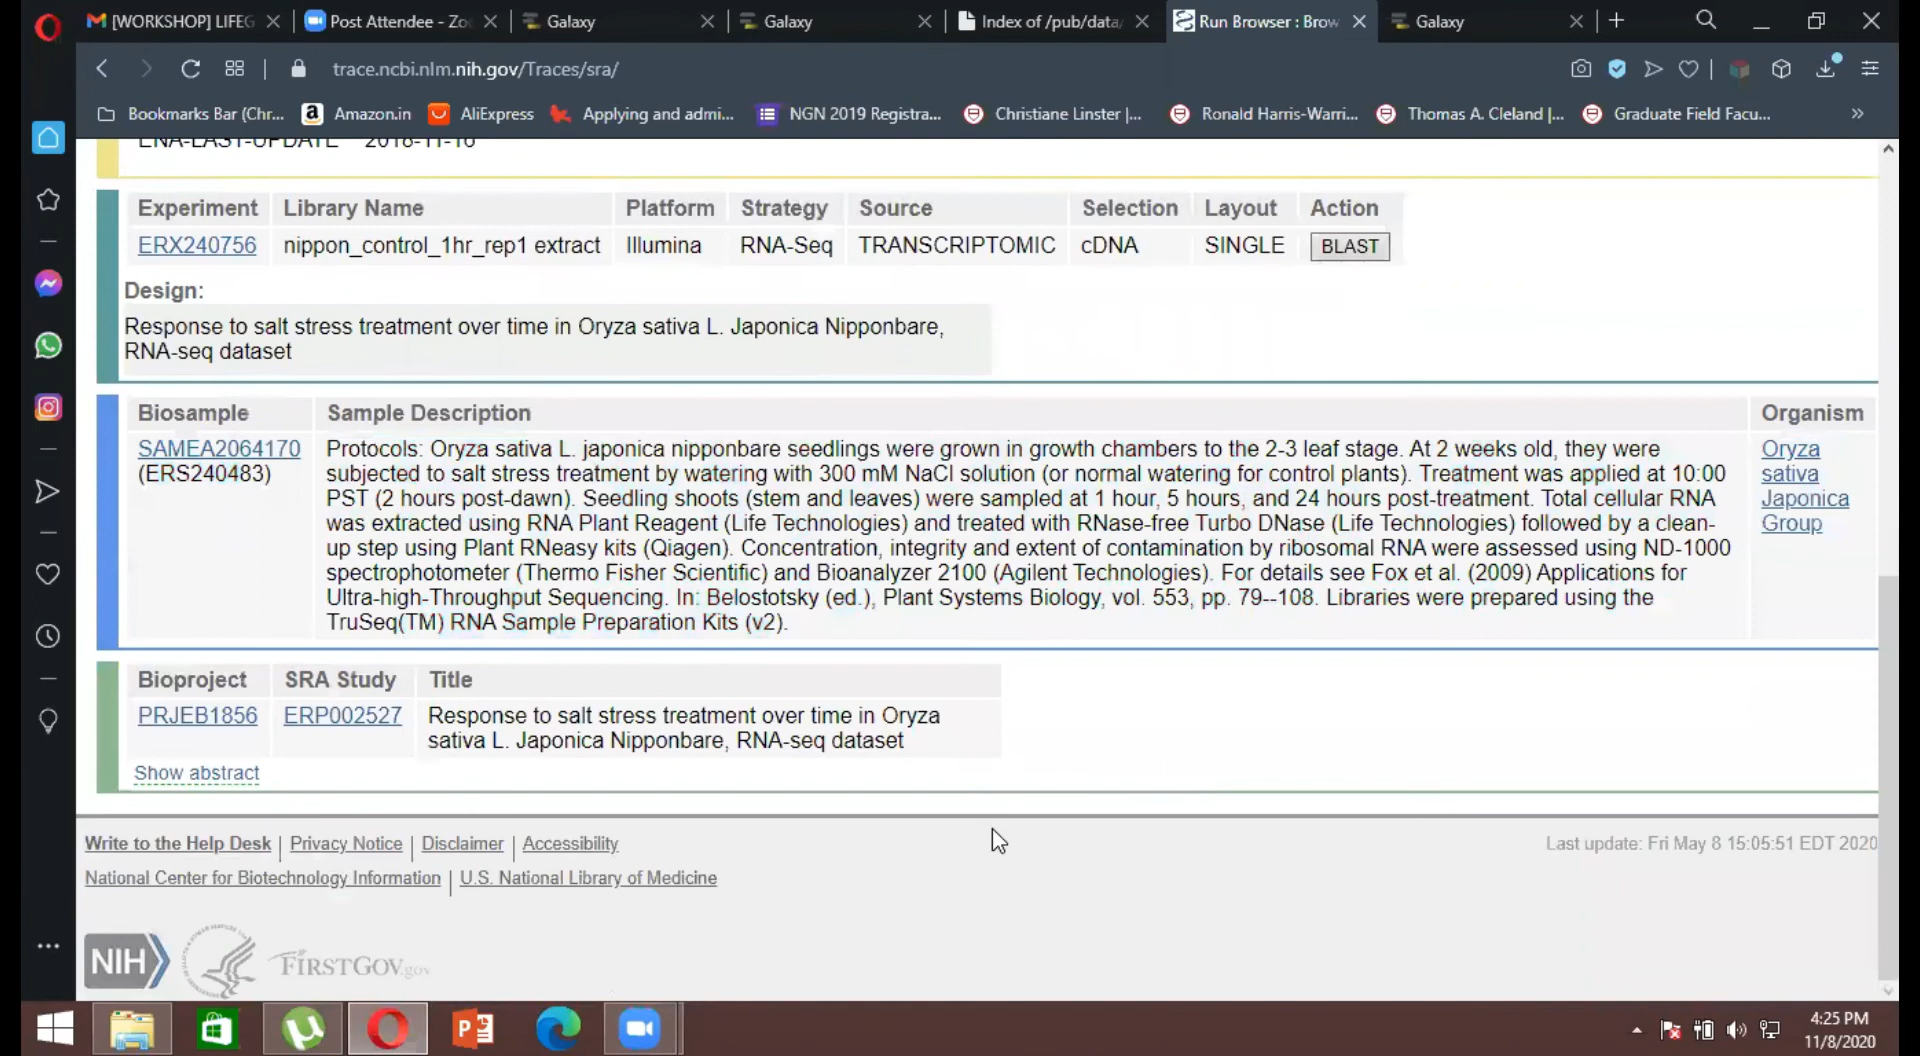 [WORKSHOP] LIFEG
Post Attendee - Zo
Galaxy
Galaxy
Index of /pub/data/
Run Browser : Brow
Galaxy
trace.ncbi.nlm.nih.gov/Traces/sra/
Bookmarks Bar (Chr...
Amazon.in
AliExpress
Applying and admi...
NGN 2019 Registra...
Christiane Linster |...
Ronald Harris-Warri...
Thomas A. Cleland |...
Graduate Field Facu...
ENA-LAST-UPDATE 2018-11-16
Experiment Library Name Platform Strategy Source Selection Layout Action
ERX240756 nippon_control_1hr_rep1 extract Illumina RNA-Seq TRANSCRIPTOMIC cDNA SINGLE BLAST
Design:
Response to salt stress treatment over time in Oryza sativa L. Japonica Nipponbare,
RNA-seq dataset
Biosample Sample Description Organism
SAMEA2064170
(ERS240483)
Protocols: Oryza sativa L. japonica nipponbare seedlings were grown in growth chambers to the 2-3 leaf stage. At 2 weeks old, they were
subjected to salt stress treatment by watering with 300 mM NaCl solution (or normal watering for control plants). Treatment was applied at 10:00
PST (2 hours post-dawn). Seedling shoots (stem and leaves) were sampled at 1 hour, 5 hours, and 24 hours post-treatment. Total cellular RNA
was extracted using RNA Plant Reagent (Life Technologies) and treated with RNase-free Turbo DNase (Life Technologies) followed by a clean-
up step using Plant RNeasy kits (Qiagen). Concentration, integrity and extent of contamination by ribosomal RNA were assessed using ND-1000
spectrophotometer (Thermo Fisher Scientific) and Bioanalyzer 2100 (Agilent Technologies). For details see Fox et al. (2009) Applications for
Ultra-high-Throughput Sequencing. In: Belostotsky (ed.), Plant Systems Biology, vol. 553, pp. 79--108. Libraries were prepared using the
TruSeq(TM) RNA Sample Preparation Kits (v2).
Oryza
sativa
Japonica
Group
Bioproject SRA Study Title
PRJEB1856 ERP002527 Response to salt stress treatment over time in Oryza
sativa L. Japonica Nipponbare, RNA-seq dataset
Show abstract
Write to the Help Desk | Privacy Notice | Disclaimer | Accessibility
Last update: Fri May 8 15:05:51 EDT 2020
National Center for Biotechnology Information | U.S. National Library of Medicine
NIH
FIRSTGOV.gov
4:25 PM
11/8/2020